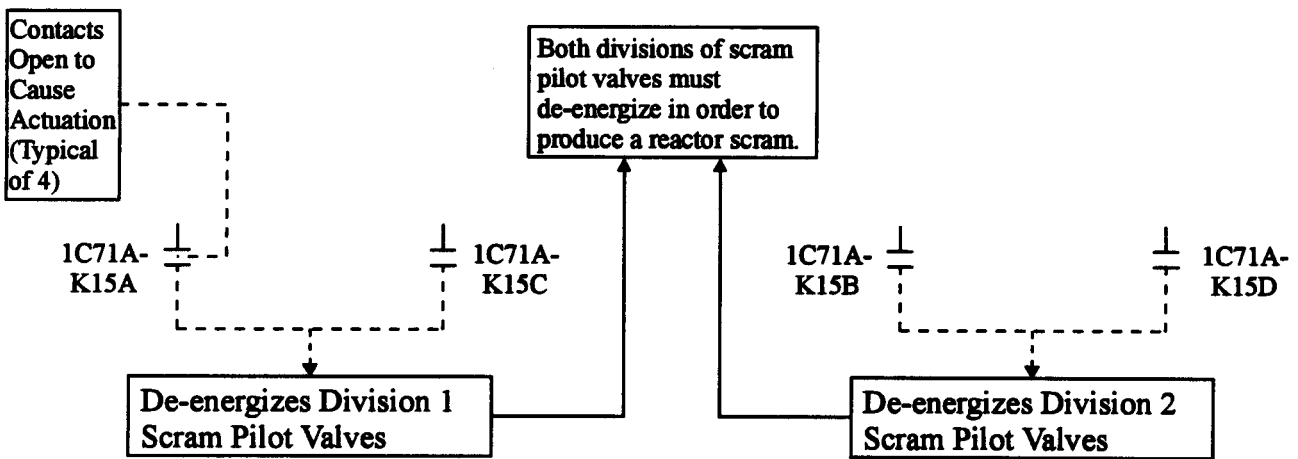 Contacts
Open to
Cause
Actuation
(Typical
of 4)
Both divisions of scram
pilot valves must
de-energize in order to
produce a reactor scram.
1C71A-
K15A
1C71A-
K15C
1C71A-
K15B
1C71A-
K15D
De-energizes Division 1
Scram Pilot Valves
De-energizes Division 2
Scram Pilot Valves